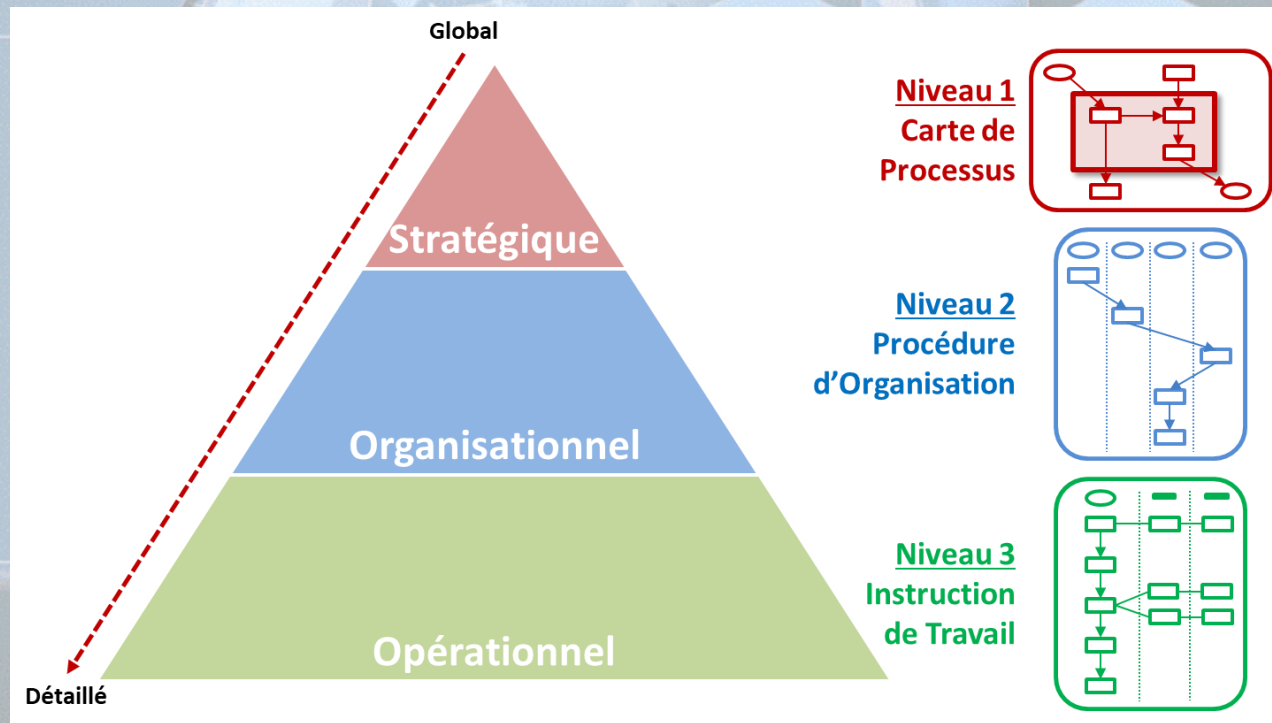 Global
Stratégique
Organisationnel
Opérationnel
Détaillé
Niveau 1
Carte de
Processus
Niveau 2
Procédure
d’Organisation
Niveau 3
Instruction
de Travail